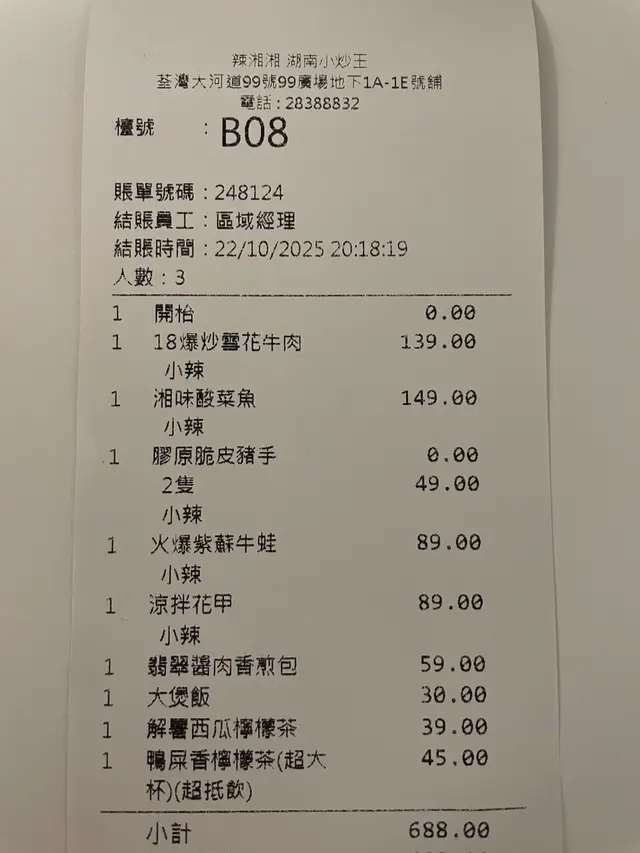 辣湘湘 湖南小炒王
荃灣大河道99號99廣場地下1A-1E號舖
電話：28388832
檯號 : B08
賬單號碼：248124
結賬員工：區域經理
結賬時間：22/10/2025 20:18:19
人數：3
1 開枱 0.00
1 18爆炒雪花牛肉 139.00
小辣
1 湘味酸菜魚 149.00
小辣
1 膠原脆皮豬手 0.00
2隻 49.00
小辣
1 火爆紫蘇牛蛙 89.00
小辣
1 涼拌花甲 89.00
小辣
1 翡翠醬肉香煎包 59.00
1 大煲飯 30.00
1 解暑西瓜檸檬茶 39.00
1 鴨屎香檸檬茶(超大 45.00
杯)(超抵飲)
小計 688.00